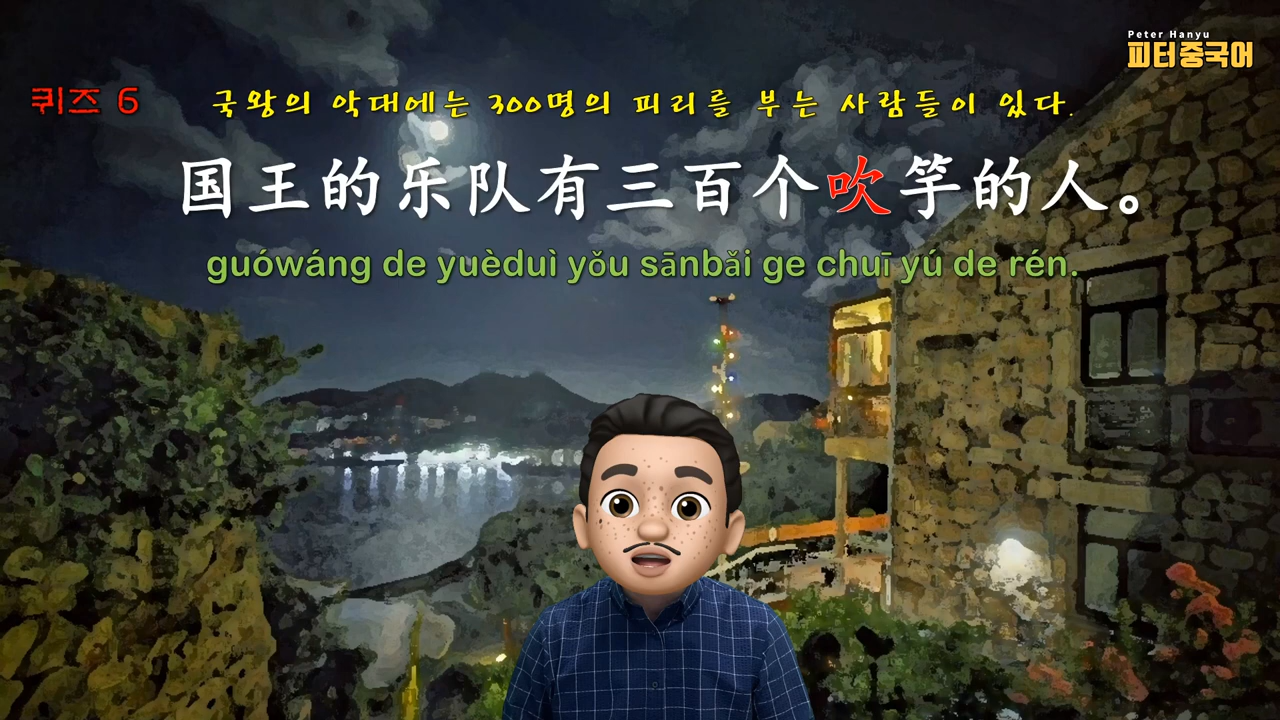 Peter Hanyu
피터중국어
퀴즈 6
국왕의 악대에는 300명의 피리를 부는 사람들이 있다.
国王的乐队有三百个吹竽的人。
guówáng de yuèduì yǒu sānbǎi ge chuī yú de rén.